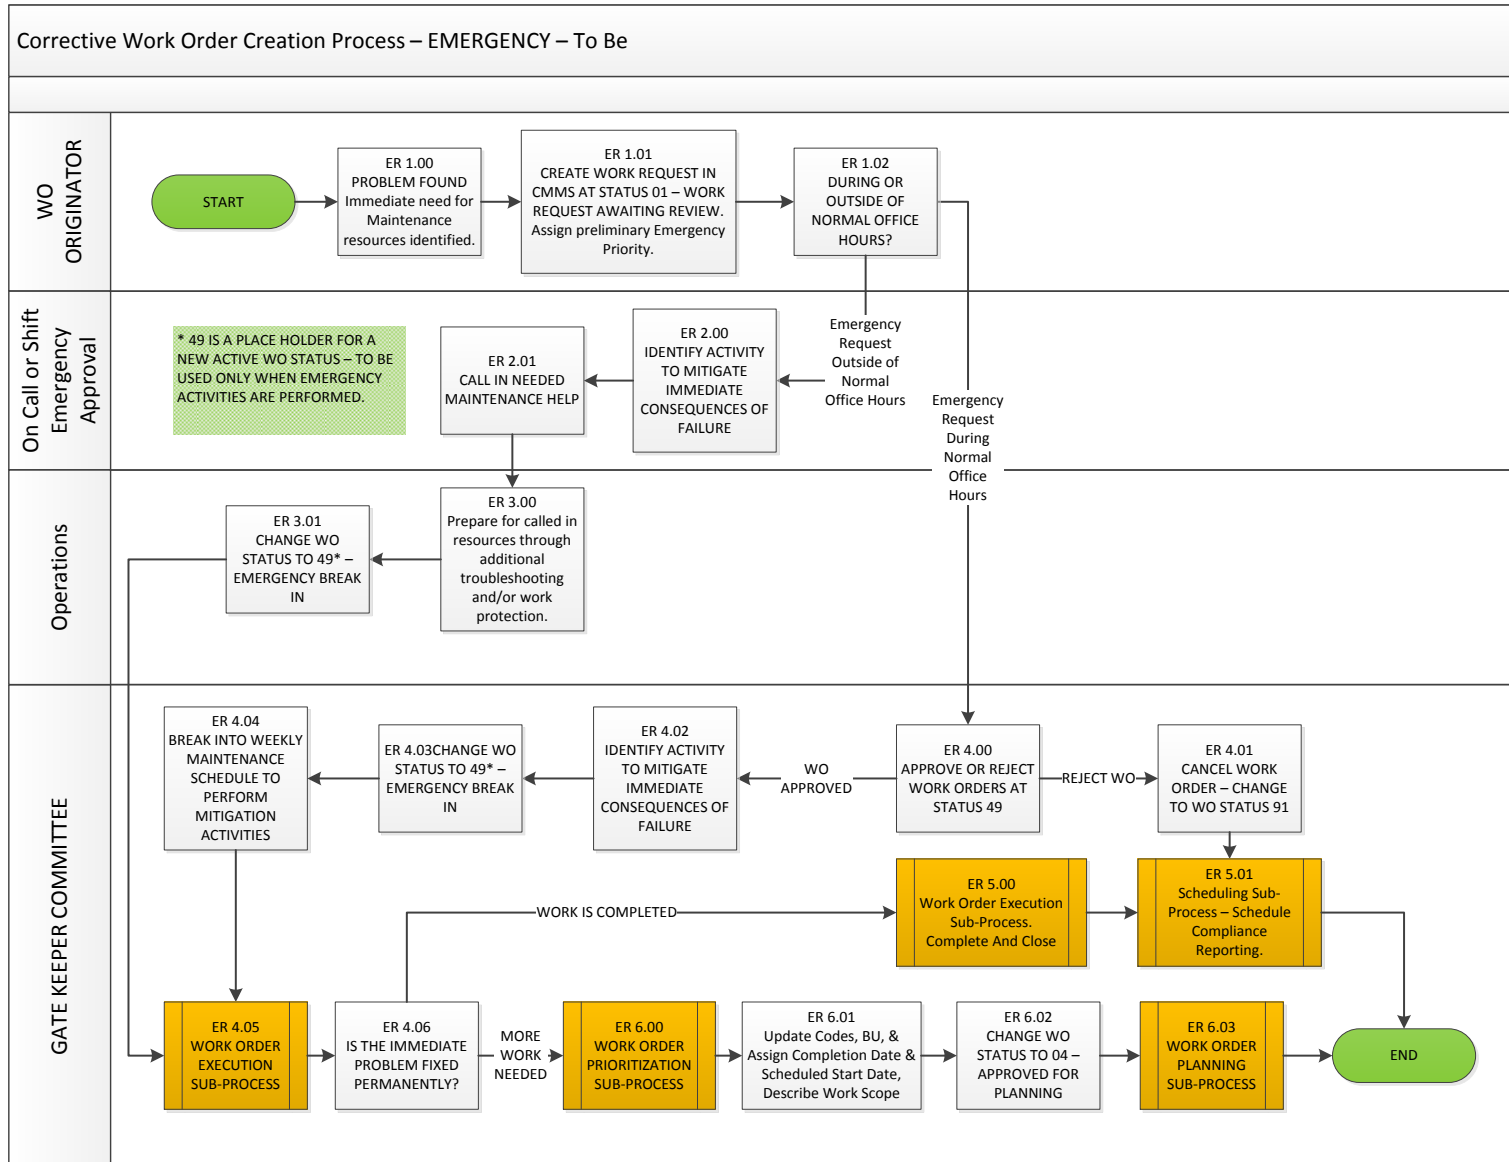 Corrective Work Order Creation Process – EMERGENCY – To Be
WO
ORIGINATOR
START
ER 1.00
PROBLEM FOUND
Immediate need for
Maintenance
resources identified.
ER 1.01
CREATE WORK REQUEST IN
CMMS AT STATUS 01 – WORK
REQUEST AWAITING REVIEW.
Assign preliminary Emergency
Priority.
ER 1.02
DURING OR
OUTSIDE OF
NORMAL OFFICE
HOURS?
On Call or Shift
Emergency
Approval
* 49 IS A PLACE HOLDER FOR A
NEW ACTIVE WO STATUS – TO BE
USED ONLY WHEN EMERGENCY
ACTIVITIES ARE PERFORMED.
ER 2.01
CALL IN NEEDED
MAINTENANCE HELP
ER 2.00
IDENTIFY ACTIVITY
TO MITIGATE
IMMEDIATE
CONSEQUENCES OF
FAILURE
Emergency
Request
Outside of
Normal
Office Hours
Emergency
Request
During
Normal
Office
Hours
Operations
ER 3.01
CHANGE WO
STATUS TO 49* –
EMERGENCY BREAK
IN
ER 3.00
Prepare for called in
resources through
additional
troubleshooting
and/or work
protection.
GATE KEEPER COMMITTEE
ER 4.04
BREAK INTO WEEKLY
MAINTENANCE
SCHEDULE TO
PERFORM
MITIGATION
ACTIVITIES
ER 4.03CHANGE WO
STATUS TO 49* –
EMERGENCY BREAK
IN
ER 4.02
IDENTIFY ACTIVITY
TO MITIGATE
IMMEDIATE
CONSEQUENCES OF
FAILURE
WO
APPROVED
ER 4.00
APPROVE OR REJECT
WORK ORDERS AT
STATUS 49
REJECT WO
ER 4.01
CANCEL WORK
ORDER – CHANGE
TO WO STATUS 91
WORK IS COMPLETED
ER 5.00
Work Order Execution
Sub-Process.
Complete And Close
ER 5.01
Scheduling Sub-
Process – Schedule
Compliance
Reporting.
ER 4.05
WORK ORDER
EXECUTION
SUB-PROCESS
ER 4.06
IS THE IMMEDIATE
PROBLEM FIXED
PERMANENTLY?
MORE
WORK
NEEDED
ER 6.00
WORK ORDER
PRIORITIZATION
SUB-PROCESS
ER 6.01
Update Codes, BU, &
Assign Completion Date &
Scheduled Start Date,
Describe Work Scope
ER 6.02
CHANGE WO
STATUS TO 04 –
APPROVED FOR
PLANNING
ER 6.03
WORK ORDER
PLANNING
SUB-PROCESS
END